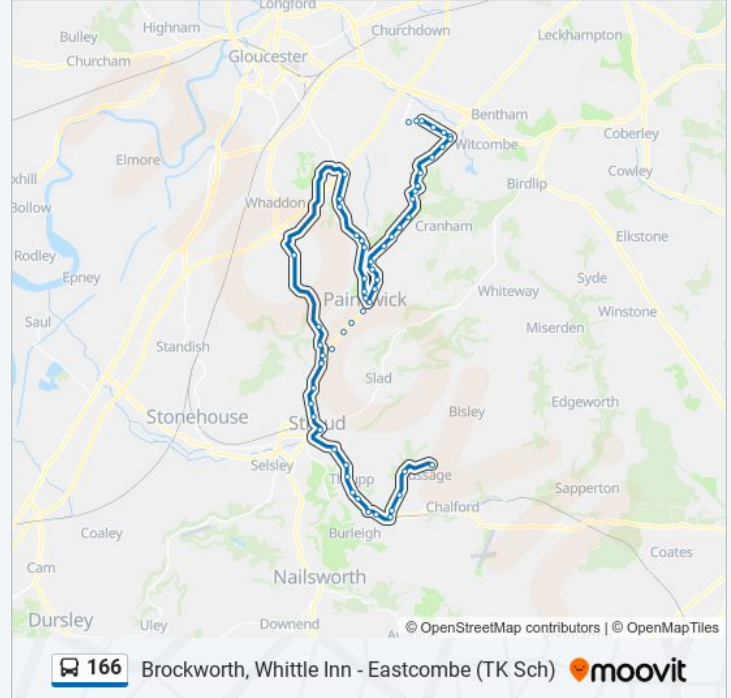 Longford
Highnam
Churchdown
Leckhampton
Bulley
Gloucester
Churcham
Bentham
Coberley
Witcombe
Elmore
Cowley
xhill
Birdlip
Whaddon
Bollow
Cranham
Elkstone
Rodley
Epney
Syde
Whiteway
Painswick
Winstone
Saul
Miserden
Standish
Slad
Edgeworth
Stonehouse
Bisley
Stroud
Selsley
Thrupp
ussage
Sapperton
Chalford
Burleigh
Coaley
Coates
Cam
Nailsworth
Dursley
Uley
Downend
© OpenStreetMap contributors | © OpenMapTiles
166 Brockworth, Whittle Inn - Eastcombe (TK Sch) moovit